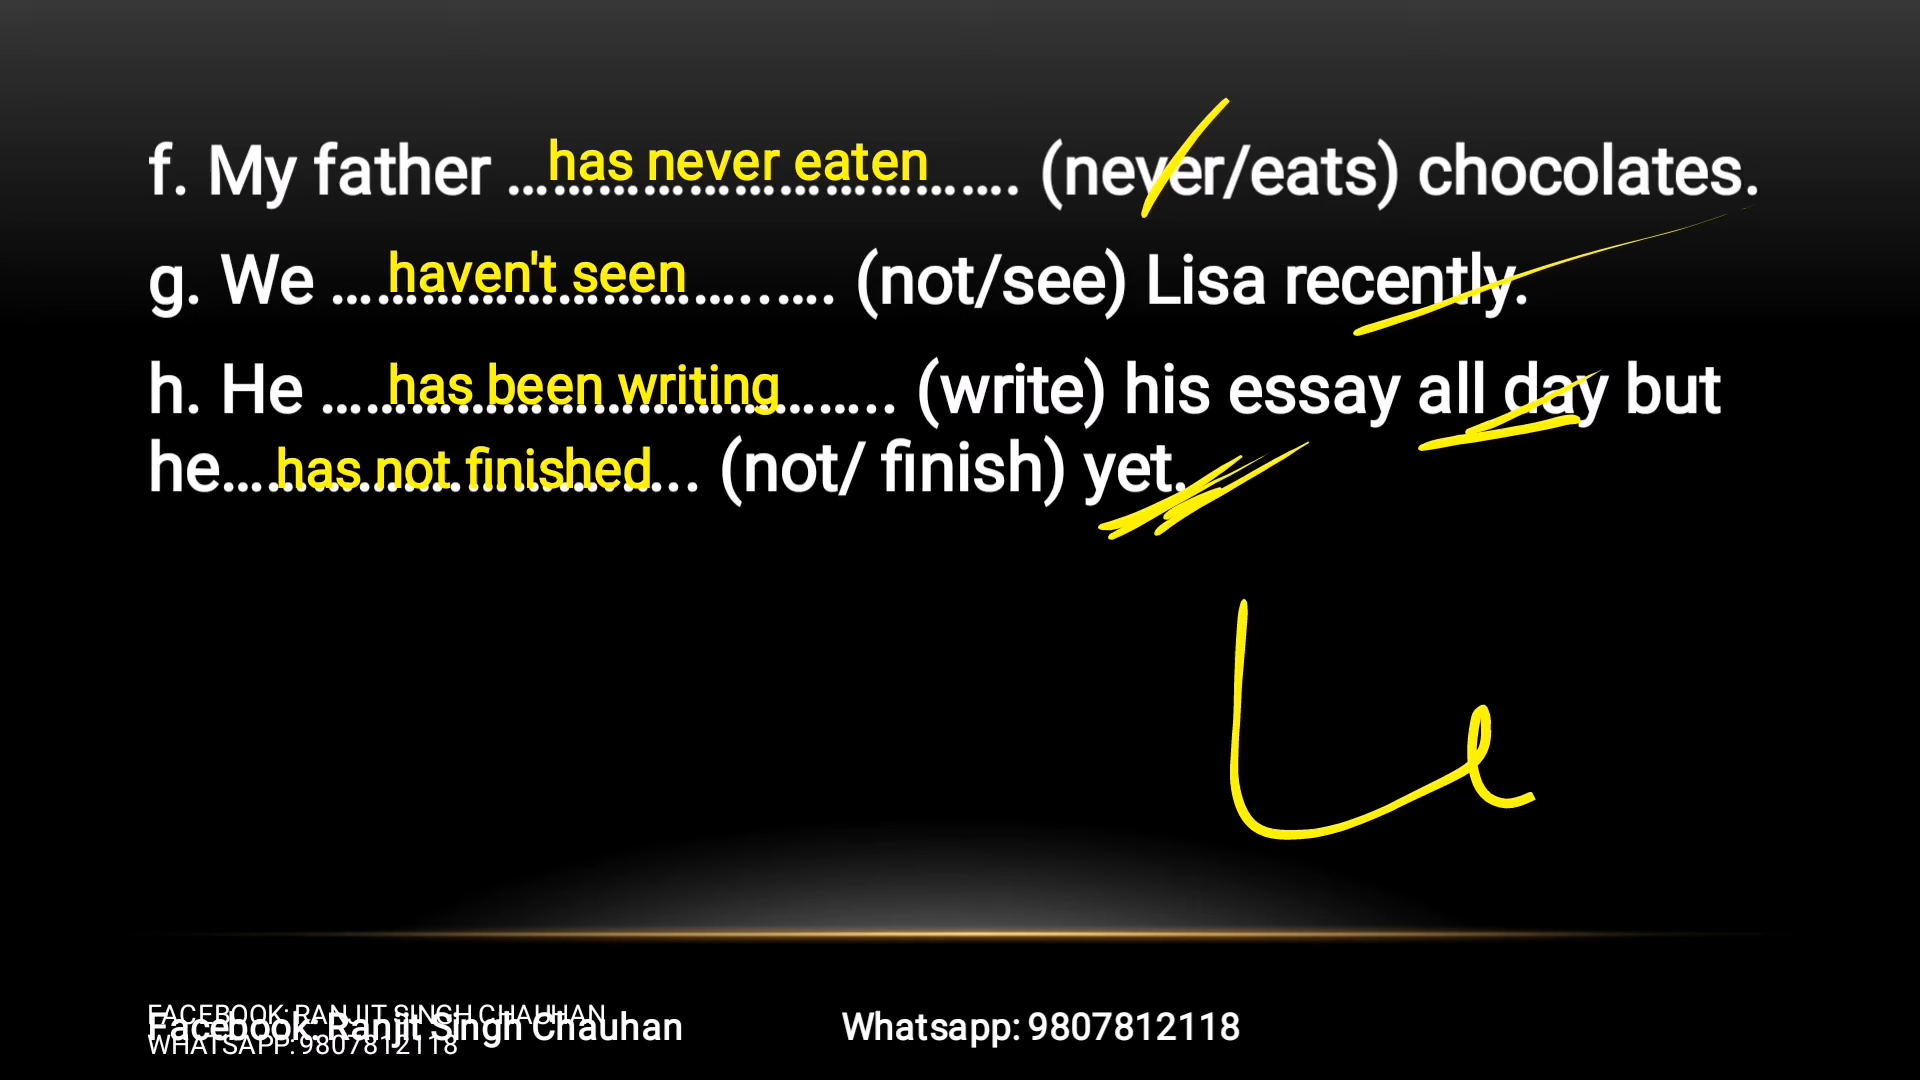 f. My father ...has never eaten... (never/eats) chocolates.
g. We ...haven't seen... (not/see) Lisa recently.
h. He ...has been writing... (write) his essay all day but
he...has not finished... (not/ finish) yet.
Le
FACEBOOK: RANJIT SINGH CHAUHAN
Facebook: Ranjit Singh Chauhan Whatsapp: 9807812118
WHATSAPP: 9807812118